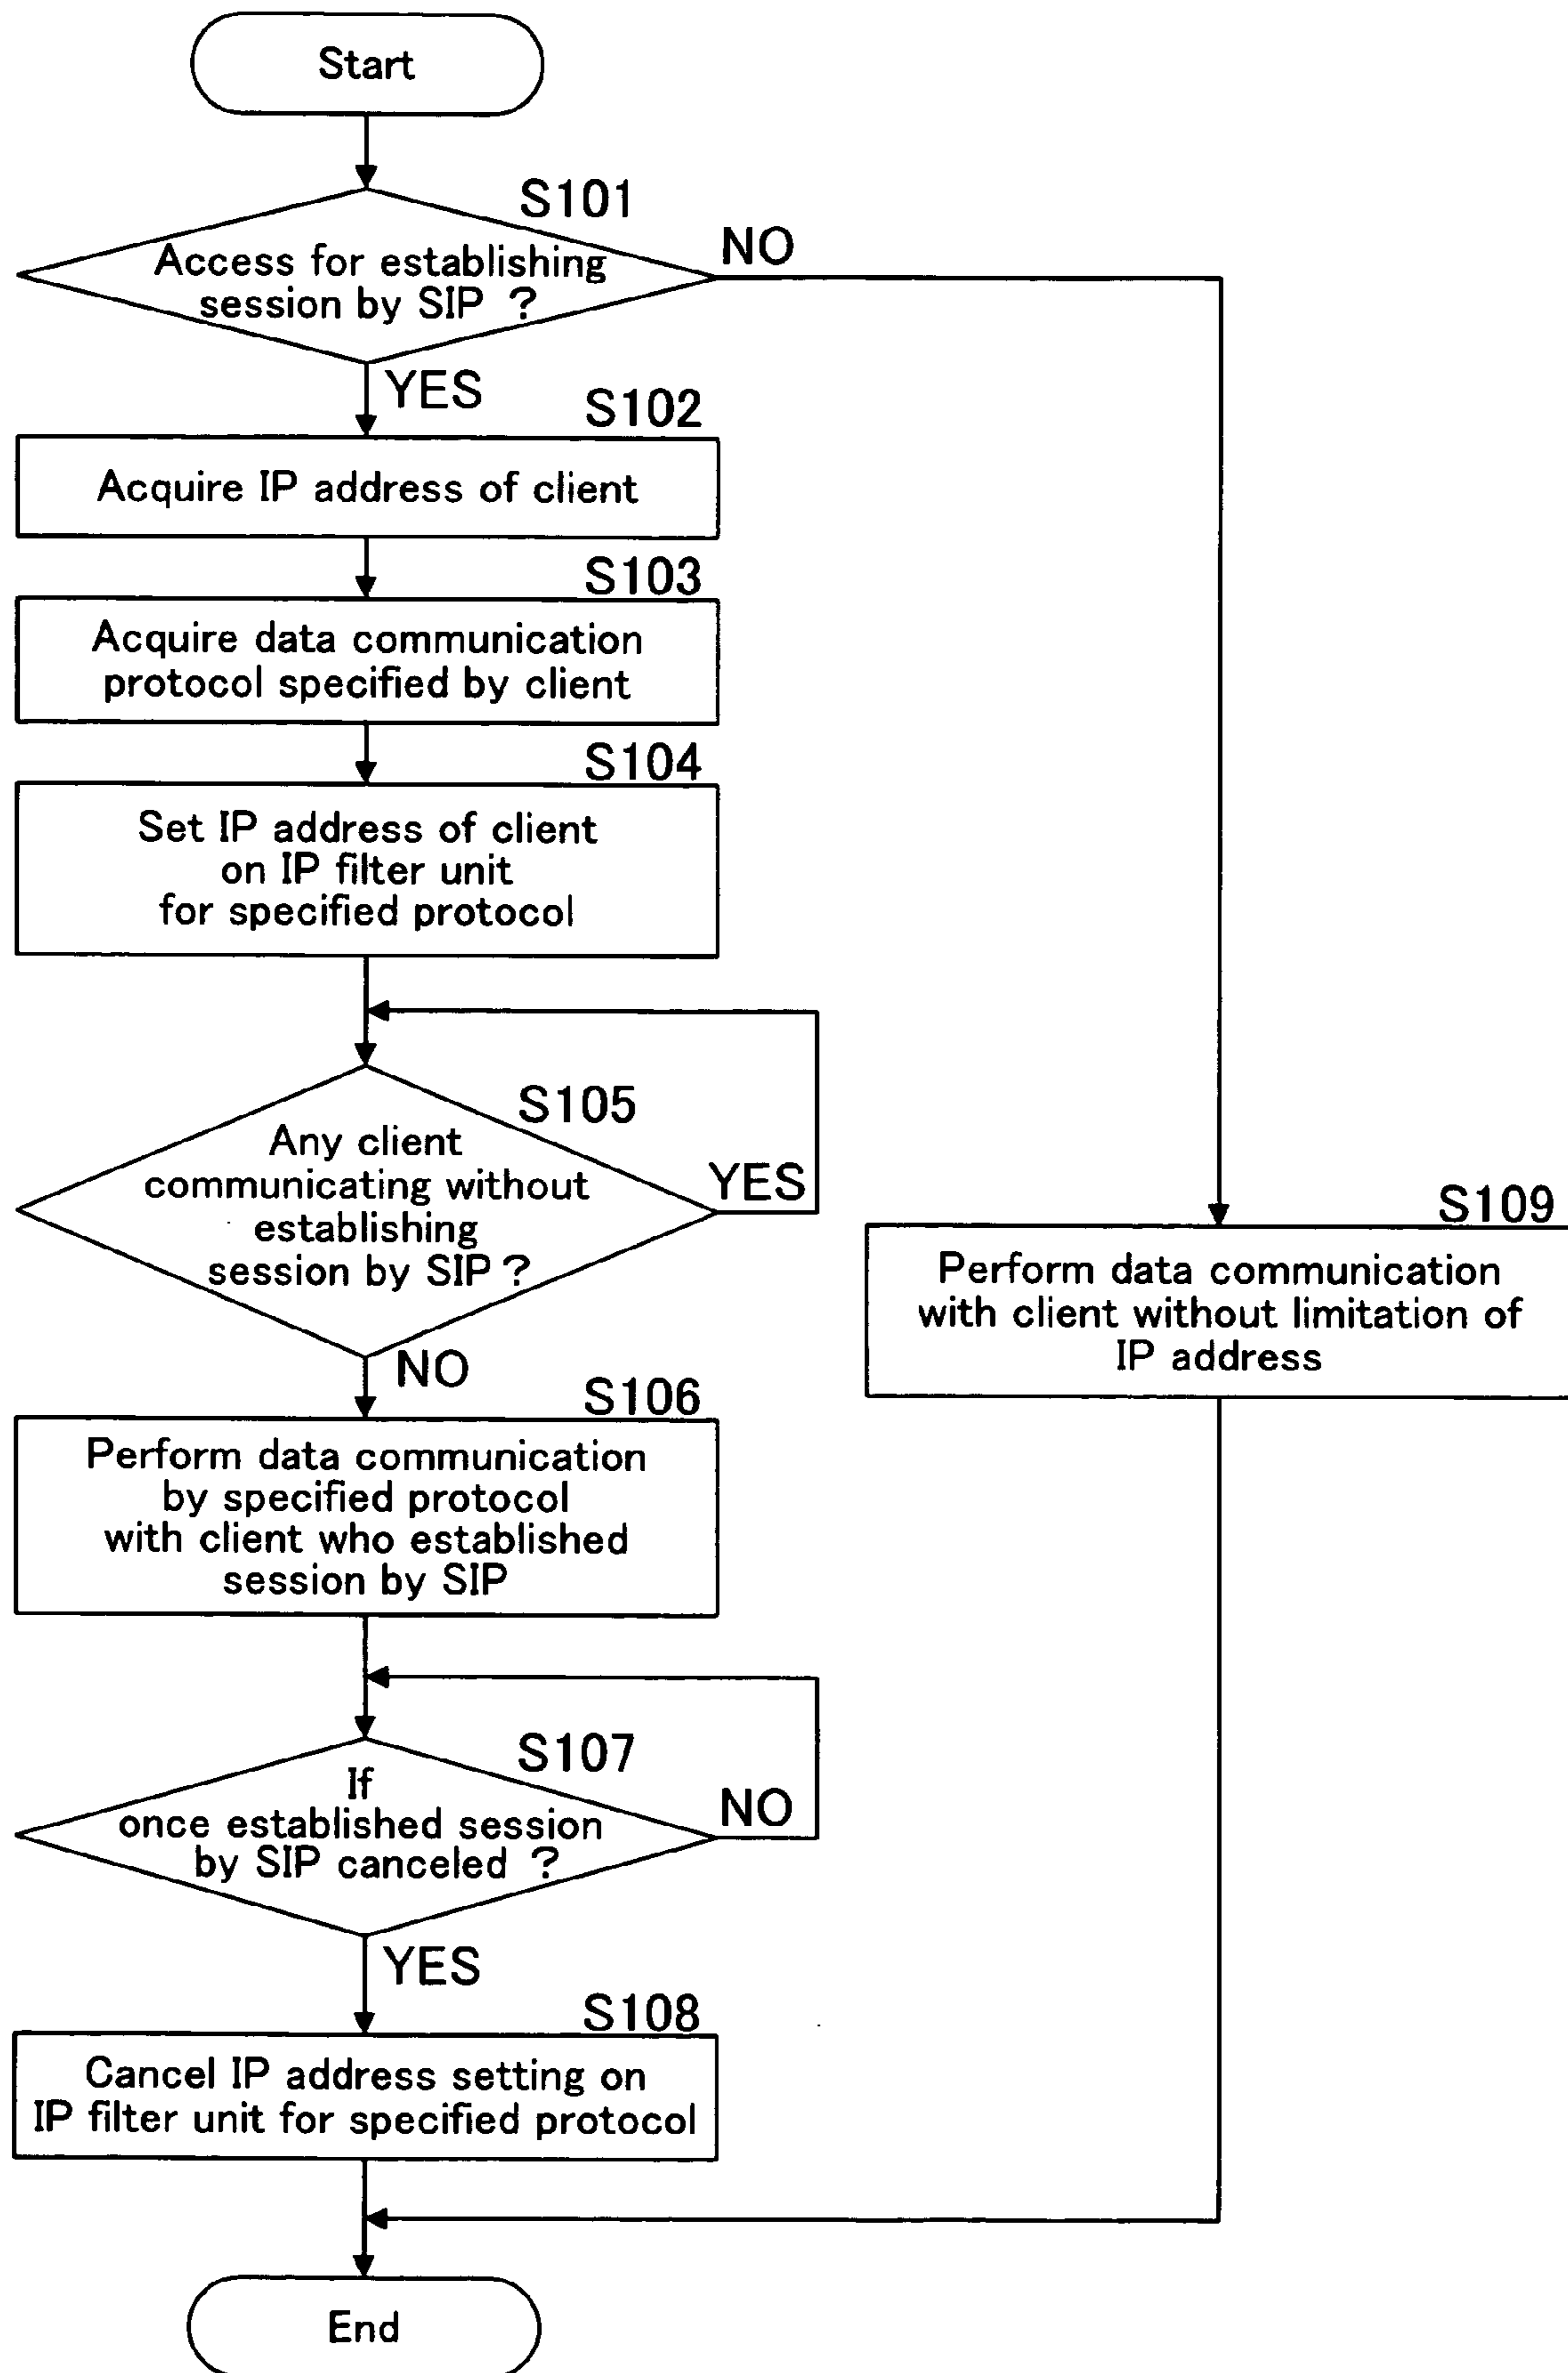 Start
S101
Access for establishing
session by SIP ?
NO
YES
S102
Acquire IP address of client
S103
Acquire data communication
protocol specified by client
S104
Set IP address of client
on IP filter unit
for specified protocol
S105
Any client
communicating without
establishing
session by SIP ?
YES
NO
S109
Perform data communication
with client without limitation of
IP address
S106
Perform data communication
by specified protocol
with client who established
session by SIP
S107
If
once established session
by SIP canceled ?
NO
YES
S108
Cancel IP address setting on
IP filter unit for specified protocol
End